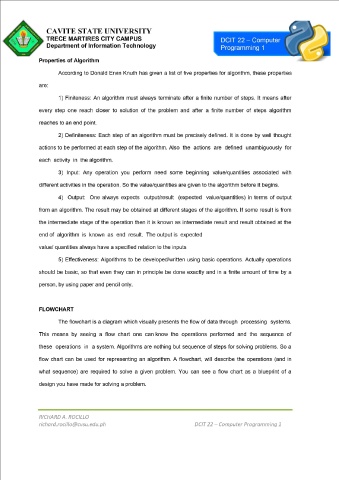 CAVITE STATE UNIVERSITY
TRECE MARTIRES CITY CAMPUS
Department of Information Technology
DCIT 22 – Computer
Programming 1
Properties of Algorithm
According to Donald Ervin Knuth has given a list of five properties for algorithm, these properties
are:
1) Finiteness: An algorithm must always terminate after a finite number of steps. It means after
every step one reach closer to solution of the problem and after a finite number of steps algorithm
reaches to an end point.
2) Definiteness: Each step of an algorithm must be precisely defined. It is done by well thought
actions to be performed at each step of the algorithm. Also the actions are defined unambiguously for
each activity in the algorithm.
3) Input: Any operation you perform need some beginning value/quantities associated with
different activities in the operation. So the value/quantities are given to the algorithm before it begins.
4) Output: One always expects output/result (expected value/quantities) in terms of output
from an algorithm. The result may be obtained at different stages of the algorithm. If some result is from
the intermediate stage of the operation then it is known as intermediate result and result obtained at the
end of algorithm is known as end result. The output is expected
value/ quantities always have a specified relation to the inputs
5) Effectiveness: Algorithms to be developed/written using basic operations. Actually operations
should be basic, so that even they can in principle be done exactly and in a finite amount of time by a
person, by using paper and pencil only.
FLOWCHART
The flowchart is a diagram which visually presents the flow of data through processing systems.
This means by seeing a flow chart one can know the operations performed and the sequence of
these operations in a system. Algorithms are nothing but sequence of steps for solving problems. So a
flow chart can be used for representing an algorithm. A flowchart, will describe the operations (and in
what sequence) are required to solve a given problem. You can see a flow chart as a blueprint of a
design you have made for solving a problem.
RICHARD A. ROCILLO
richard.rocillo@cvsu.edu.ph DCIT 22 – Computer Programming 1